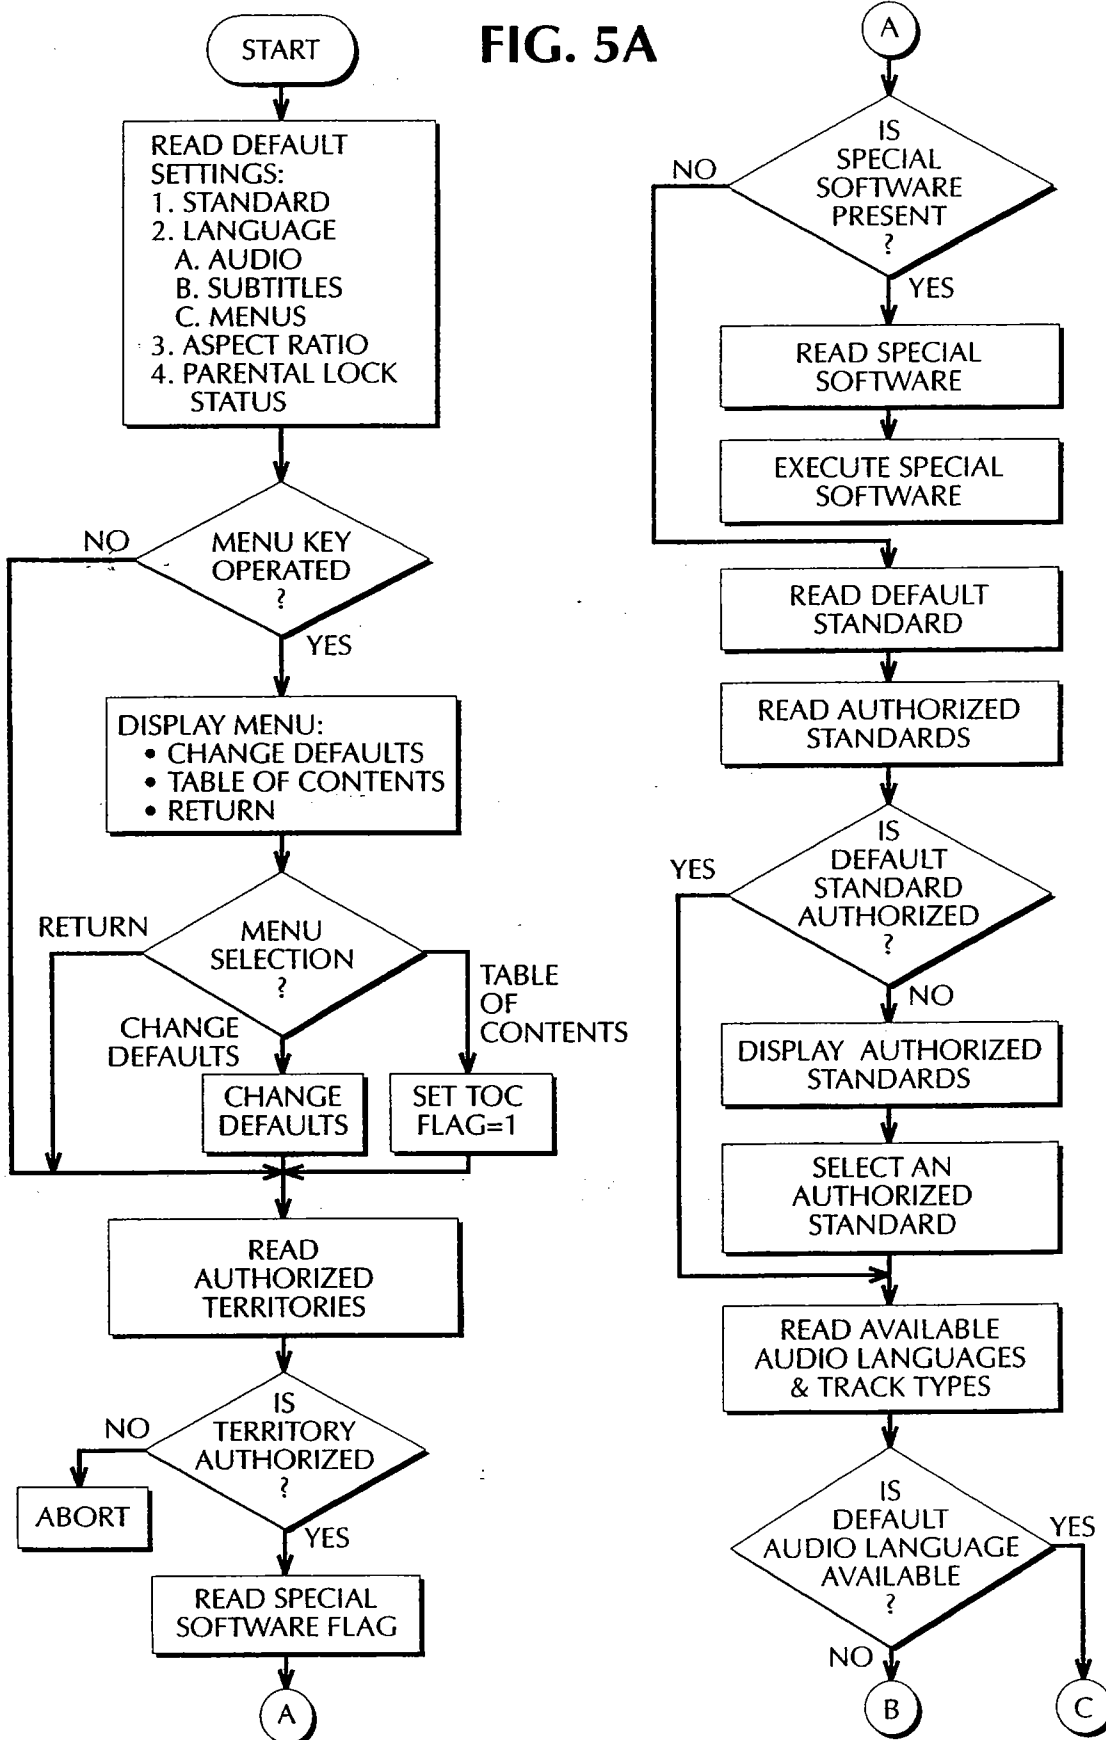 FIG. 5A
START
READ DEFAULT
SETTINGS:
1. STANDARD
2. LANGUAGE
A. AUDIO
B. SUBTITLES
C. MENUS
3. ASPECT RATIO
4. PARENTAL LOCK
STATUS
MENU KEY
OPERATED
?
NO
YES
DISPLAY MENU:
• CHANGE DEFAULTS
• TABLE OF CONTENTS
• RETURN
MENU
SELECTION
?
RETURN
CHANGE
DEFAULTS
TABLE
OF
CONTENTS
CHANGE
DEFAULTS
SET TOC
FLAG=1
READ
AUTHORIZED
TERRITORIES
IS
TERRITORY
AUTHORIZED
?
NO
ABORT
YES
READ SPECIAL
SOFTWARE FLAG
A
A
IS
SPECIAL
SOFTWARE
PRESENT
?
NO
YES
READ SPECIAL
SOFTWARE
EXECUTE SPECIAL
SOFTWARE
READ DEFAULT
STANDARD
READ AUTHORIZED
STANDARDS
IS
DEFAULT
STANDARD
AUTHORIZED
?
YES
NO
DISPLAY AUTHORIZED
STANDARDS
SELECT AN
AUTHORIZED
STANDARD
READ AVAILABLE
AUDIO LANGUAGES
& TRACK TYPES
IS
DEFAULT
AUDIO LANGUAGE
AVAILABLE
?
YES
NO
B
C